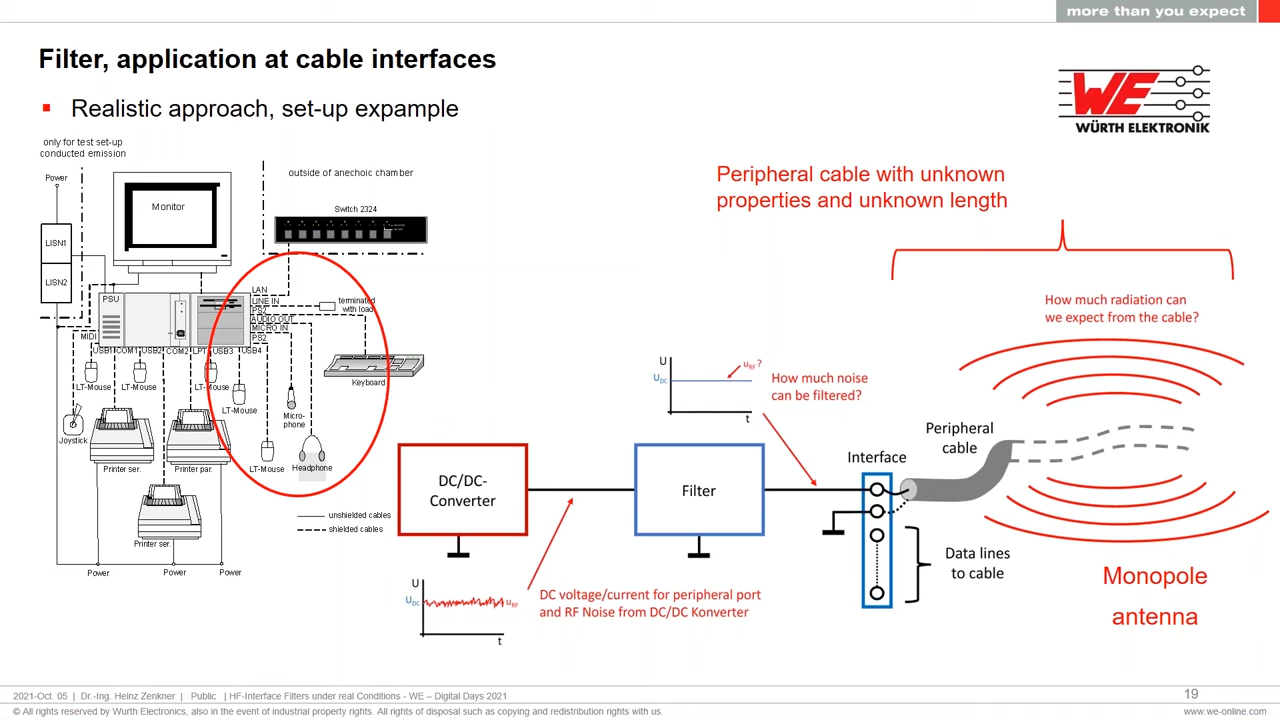 more than you expect
Filter, application at cable interfaces
▪ Realistic approach, set-up expample
WE
WÜRTH ELEKTRONIK
only for test set-up
conducted emission
Power
LISN1
LISN2
Monitor
outside of anechoic chamber
Switch 2324
PSU
LAN
LINE IN
PS2
AUDIO OUT
MICRO IN
PS2
terminated
with load
MIDI
USB1 COM1 USB2 COM2 LPT USB3 USB4
LT-Mouse
LT-Mouse
LT-Mouse
LT-Mouse
LT-Mouse
Keyboard
Micro-
phone
Joystick
Headphone
Printer ser.
Printer par.
Printer ser.
unshielded cables
shielded cables
Power
Power
Power
Peripheral cable with unknown
properties and unknown length
How much radiation can
we expect from the cable?
U
UDC
uRF ?
t
How much noise
can be filtered?
Peripheral
cable
Interface
DC/DC-
Converter
Filter
Data lines
to cable
U
UDC
uRF
t
DC voltage/current for peripheral port
and RF Noise from DC/DC Konverter
Monopole
antenna
2021-Oct. 05 | Dr.-Ing. Heinz Zenkner | Public | HF-Interface Filters under real Conditions - WE – Digital Days 2021
19
© All rights reserved by Wurth Electronics, also in the event of industrial property rights. All rights of disposal such as copying and redistribution rights with us.
www.we-online.com